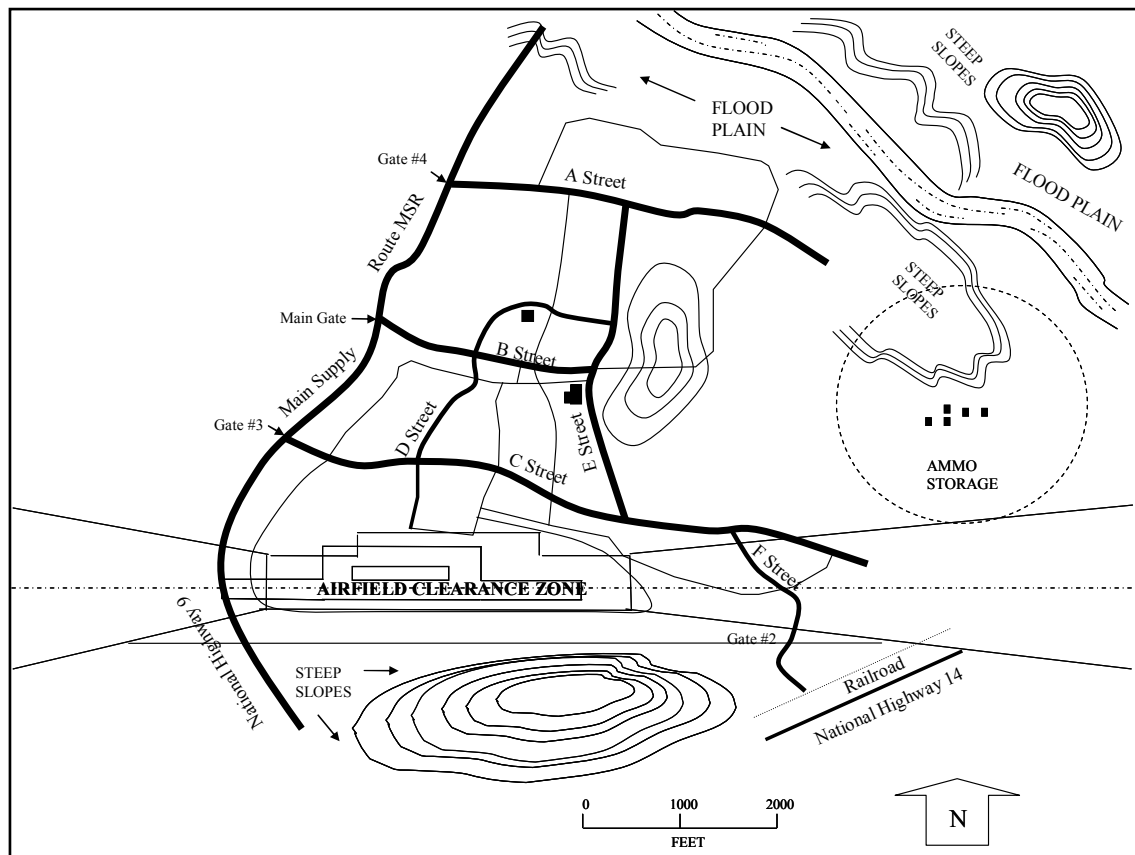 STEEP
SLOPES
FLOOD
PLAIN
Gate #4
A Street
FLOOD PLAIN
Route MSR
STEEP
SLOPES
Main Gate
B Street
Main Supply
Gate #3
D Street
E Street
C Street
AMMO
STORAGE
F Street
AIRFIELD CLEARANCE ZONE
National Highway 9
Gate #2
STEEP
SLOPES
Railroad
National Highway 14
0 1000 2000
FEET
N